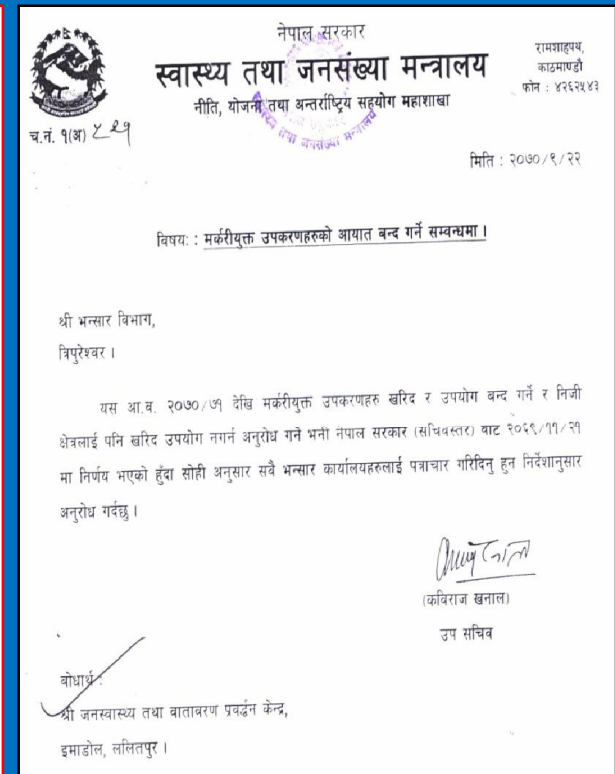 नेपाल सरकार
स्वास्थ्य तथा जनसंख्या मन्त्रालय
नीति, योजना तथा अन्तर्राष्ट्रिय सहयोग महाशाखा
रामशाहपथ,
काठमाण्डौ
फोन : ४२६२५४३
च.नं. १(अ)
मिति : २०७०/९/२२
विषय: : मर्करीयुक्त उपकरणहरुको आयात बन्द गर्ने सम्वन्धमा ।
श्री भन्सार विभाग,
त्रिपुरेश्वर ।
यस आ.व. २०७०/७१ देखि मर्करीयुक्त उपकरणहरु खरिद र उपयोग बन्द गर्ने र निजी
क्षेत्रलाई पनि खरिद उपयोग नगर्न अनुरोध गर्ने भनी नेपाल सरकार (सचिवस्तर) वाट २०६९/११/२१
मा निर्णय भएको हुँदा सोही अनुसार सबै भन्सार कार्यालयहरुलाई पत्राचार गरिदिनु हुन निर्देशानुसार
अनुरोध गर्दछु ।
(कविराज खनाल)
उप सचिव
बोधार्थ :
श्री जनस्वास्थ्य तथा वातावरण प्रवर्द्धन केन्द्र,
इमाडोल, ललितपुर ।